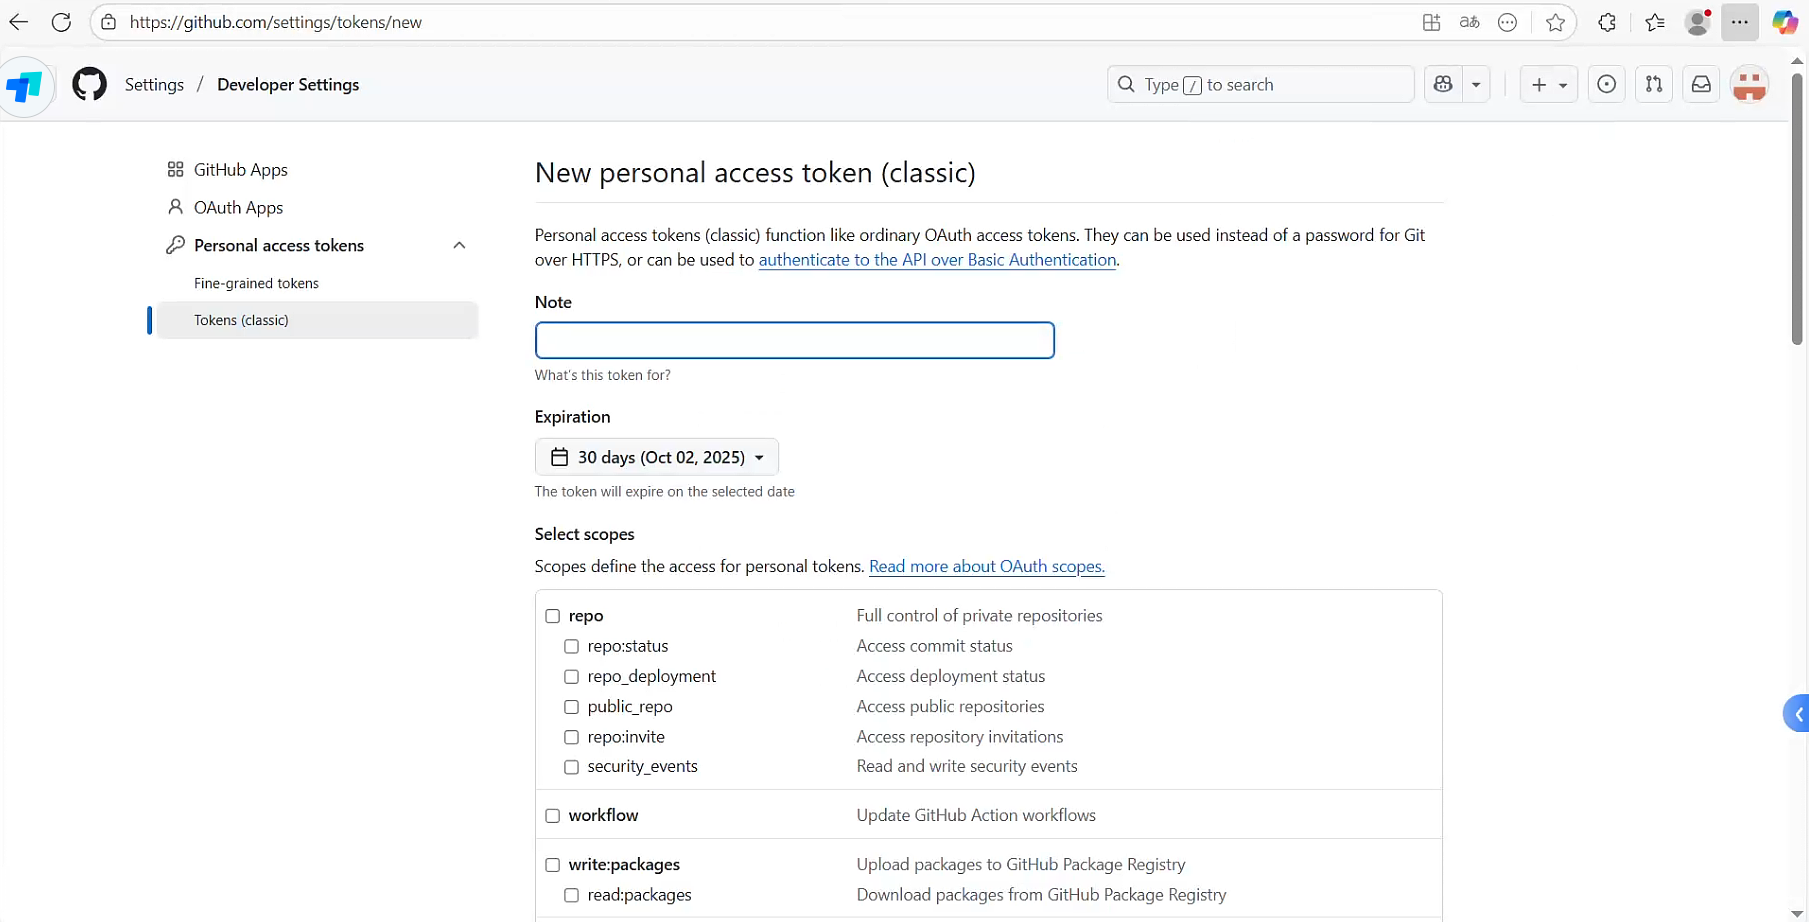 https://github.com/settings/tokens/new
Settings / Developer Settings
Type / to search
GitHub Apps
OAuth Apps
Personal access tokens
Fine-grained tokens
Tokens (classic)
New personal access token (classic)
Personal access tokens (classic) function like ordinary OAuth access tokens. They can be used instead of a password for Git
over HTTPS, or can be used to authenticate to the API over Basic Authentication.
Note
What's this token for?
Expiration
30 days (Oct 02, 2025)
The token will expire on the selected date
Select scopes
Scopes define the access for personal tokens. Read more about OAuth scopes.
repo Full control of private repositories
repo:status Access commit status
repo_deployment Access deployment status
public_repo Access public repositories
repo:invite Access repository invitations
security_events Read and write security events
workflow Update GitHub Action workflows
write:packages Upload packages to GitHub Package Registry
read:packages Download packages from GitHub Package Registry